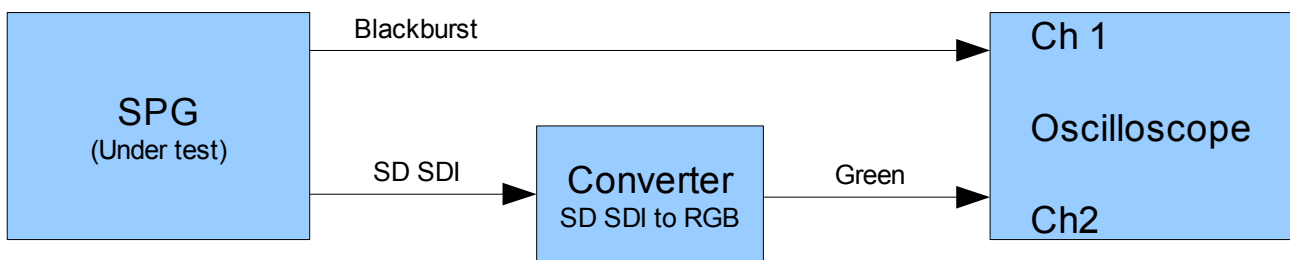 Blackburst
SPG
(Under test)
SD SDI
Converter
SD SDI to RGB
Green
Ch 1
Oscilloscope
Ch2